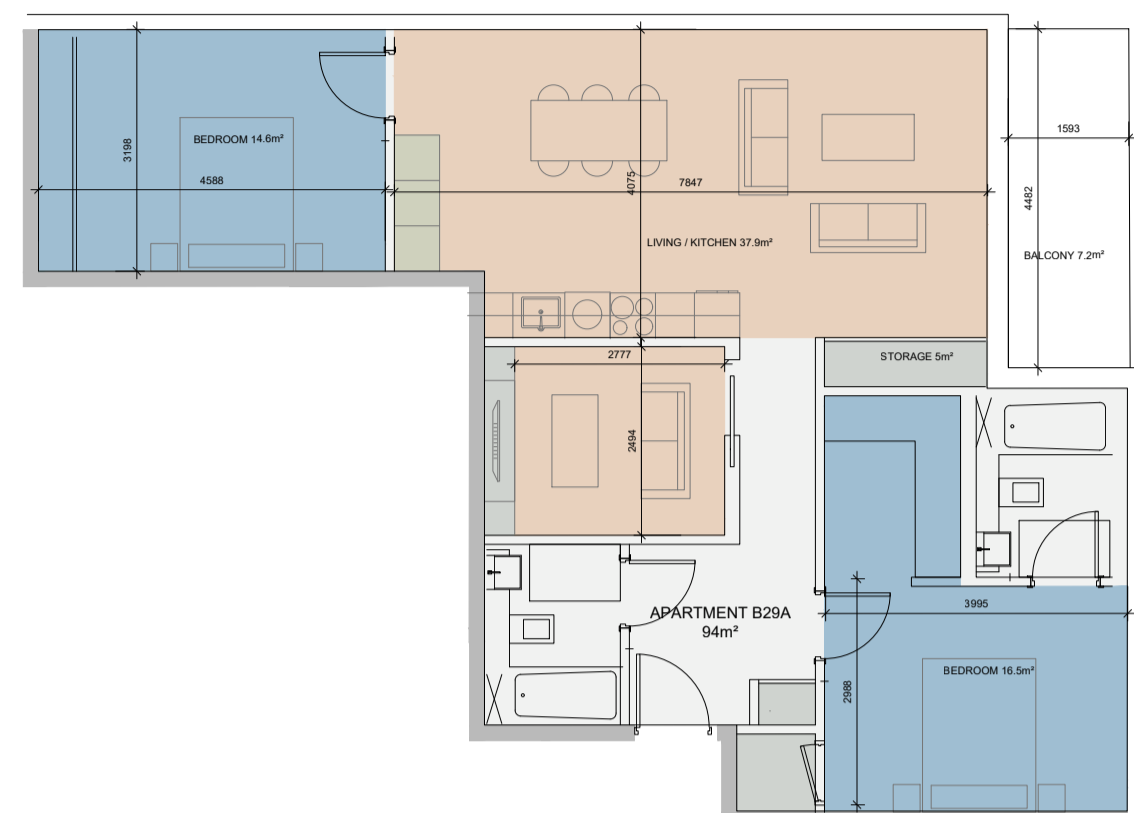 BEDROOM 14.6m²
3198
4588
4075
7847
LIVING / KITCHEN 37.9m²
1593
4482
BALCONY 7.2m²
2777
STORAGE 5m²
2494
3995
APARTMENT B29A
94m²
BEDROOM 16.5m²
2988